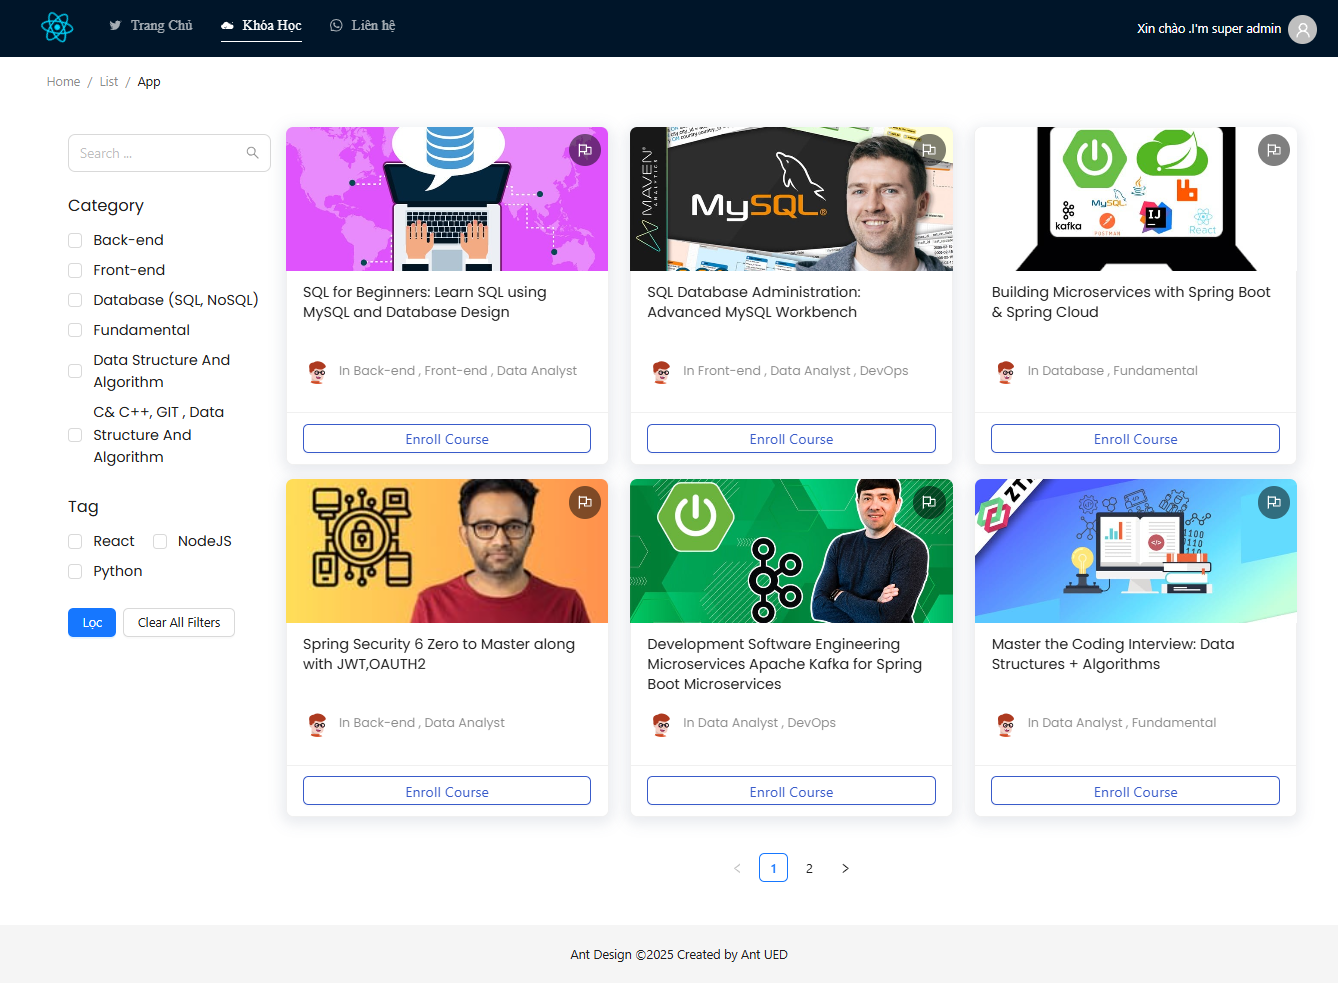 Trang Chủ
Khóa Học
Liên hệ
Xin chào .I'm super admin
Home / List / App
Search ...
Category
Back-end
Front-end
Database (SQL, NoSQL)
Fundamental
Data Structure And
Algorithm
C& C++, GIT , Data
Structure And
Algorithm
Tag
React
NodeJS
Python
Lọc
Clear All Filters
SQL for Beginners: Learn SQL using
MySQL and Database Design
In Back-end , Front-end , Data Analyst
Enroll Course
MAVEN
ANALYTICS
MySQL
SQL Database Administration:
Advanced MySQL Workbench
In Front-end , Data Analyst , DevOps
Enroll Course
MySQL
kafka
POSTMAN
IJ
React
Building Microservices with Spring Boot
& Spring Cloud
In Database , Fundamental
Enroll Course
Spring Security 6 Zero to Master along
with JWT,OAUTH2
In Back-end , Data Analyst
Enroll Course
Development Software Engineering
Microservices Apache Kafka for Spring
Boot Microservices
In Data Analyst , DevOps
Enroll Course
ZTM
Master the Coding Interview: Data
Structures + Algorithms
In Data Analyst , Fundamental
Enroll Course
< 1 2 >
Ant Design ©2025 Created by Ant UED